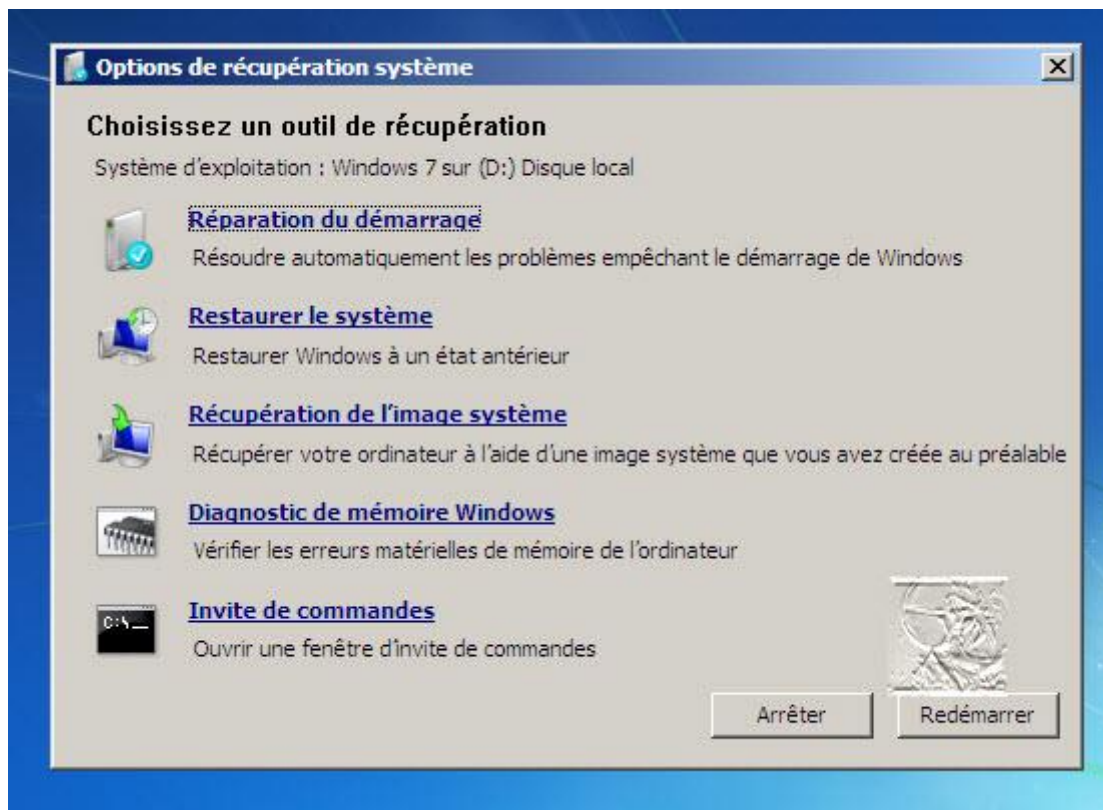 Options de récupération système
Choisissez un outil de récupération
Système d'exploitation : Windows 7 sur (D:) Disque local
Réparation du démarrage
Résoudre automatiquement les problèmes empêchant le démarrage de Windows
Restaurer le système
Restaurer Windows à un état antérieur
Récupération de l'image système
Récupérer votre ordinateur à l'aide d'une image système que vous avez créée au préalable
Diagnostic de mémoire Windows
Vérifier les erreurs matérielles de mémoire de l'ordinateur
C:\_
Invite de commandes
Ouvrir une fenêtre d'invite de commandes
Arrêter Redémarrer